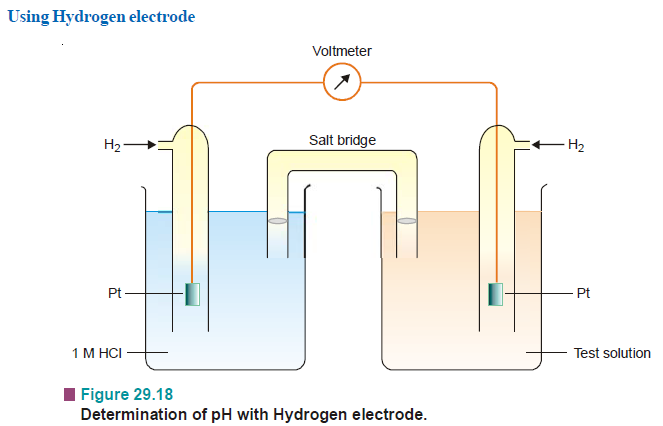 Using Hydrogen electrode
Voltmeter
H₂
Salt bridge
H₂
Pt
Pt
1 M HCl
Test solution
Figure 29.18
Determination of pH with Hydrogen electrode.